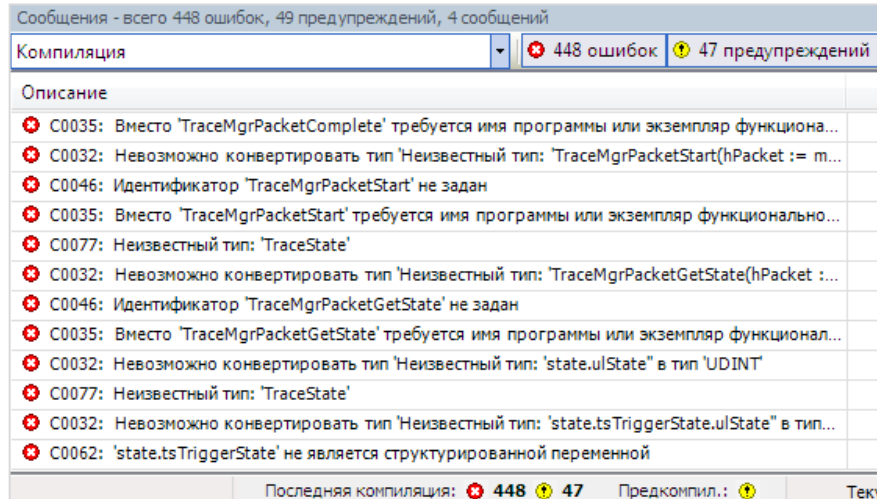 Сообщения - всего 448 ошибок, 49 предупреждений, 4 сообщений
Компиляция 448 ошибок 47 предупреждений
Описание
C0035: Вместо 'TraceMgrPacketComplete' требуется имя программы или экземпляр функциона...
C0032: Невозможно конвертировать тип 'Неизвестный тип: 'TraceMgrPacketStart(hPacket := m...
C0046: Идентификатор 'TraceMgrPacketStart' не задан
C0035: Вместо 'TraceMgrPacketStart' требуется имя программы или экземпляр функционально...
C0077: Неизвестный тип: 'TraceState'
C0032: Невозможно конвертировать тип 'Неизвестный тип: 'TraceMgrPacketGetState(hPacket :...
C0046: Идентификатор 'TraceMgrPacketGetState' не задан
C0035: Вместо 'TraceMgrPacketGetState' требуется имя программы или экземпляр функционал...
C0032: Невозможно конвертировать тип 'Неизвестный тип: 'state.ulState'' в тип 'UDINT'
C0077: Неизвестный тип: 'TraceState'
C0032: Невозможно конвертировать тип 'Неизвестный тип: 'state.tsTriggerState.ulState'' в тип...
C0062: 'state.tsTriggerState' не является структурированной переменной
Последняя компиляция: 448 47 Предкомпил.: Теку